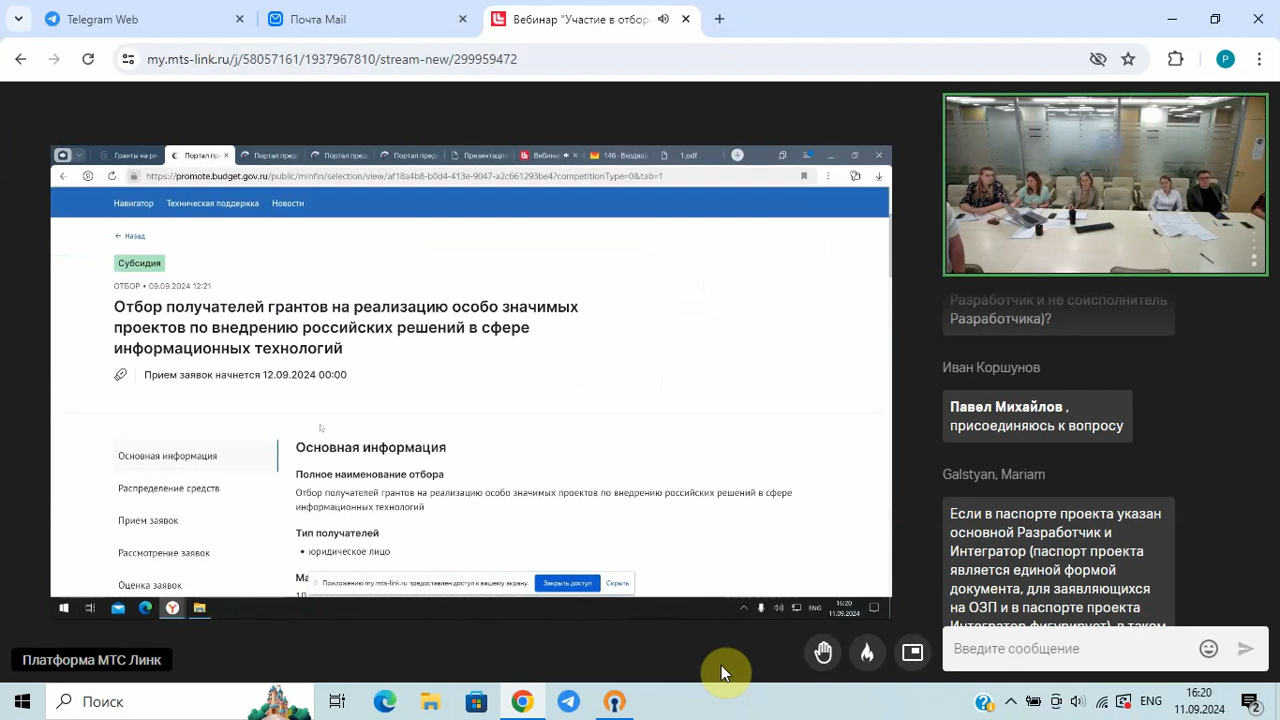 Telegram Web
Почта Mail
Вебинар "Участие в отбор
my.mts-link.ru/j/58057161/1937967810/stream-new/299959472
P
Гранты на ре
Портал пре
Портал пред
Портал пред
Портал пред
Презентаци
Вебина
146 · Входящ
1.pdf
https://promote.budget.gov.ru/public/minfin/selection/view/af18a4b8-b0d4-413e-9047-a2c661293be4?competitionType=0&tab=1
Навигатор Техническая поддержка Новости
Назад
Субсидия
ОТБОР • 09.09.2024 12:21
Отбор получателей грантов на реализацию особо значимых
проектов по внедрению российских решений в сфере
информационных технологий
Прием заявок начнется 12.09.2024 00:00
Основная информация
Распределение средств
Прием заявок
Рассмотрение заявок
Оценка заявок
Основная информация
Полное наименование отбора
Отбор получателей грантов на реализацию особо значимых проектов по внедрению российских решений в сфере
информационных технологий
Тип получателей
• юридическое лицо
Ма
10
Приложению my.mts-link.ru предоставлен доступ к вашему экрану.
Закрыть доступ
Скрыть
ENG
16:20
11.09.2024
Разработчик и не соисполнитель
Разработчика)?
Иван Коршунов
Павел Михайлов ,
присоединяюсь к вопросу
Galstyan, Mariam
Если в паспорте проекта указан
основной Разработчик и
Интегратор (паспорт проекта
является единой формой
документа, для заявляющихся
на ОЗП и в паспорте проекта
Интегратор фигурирует), в таком
Введите сообщение
Платформа МТС Линк
Поиск
ENG
16:20
11.09.2024
2